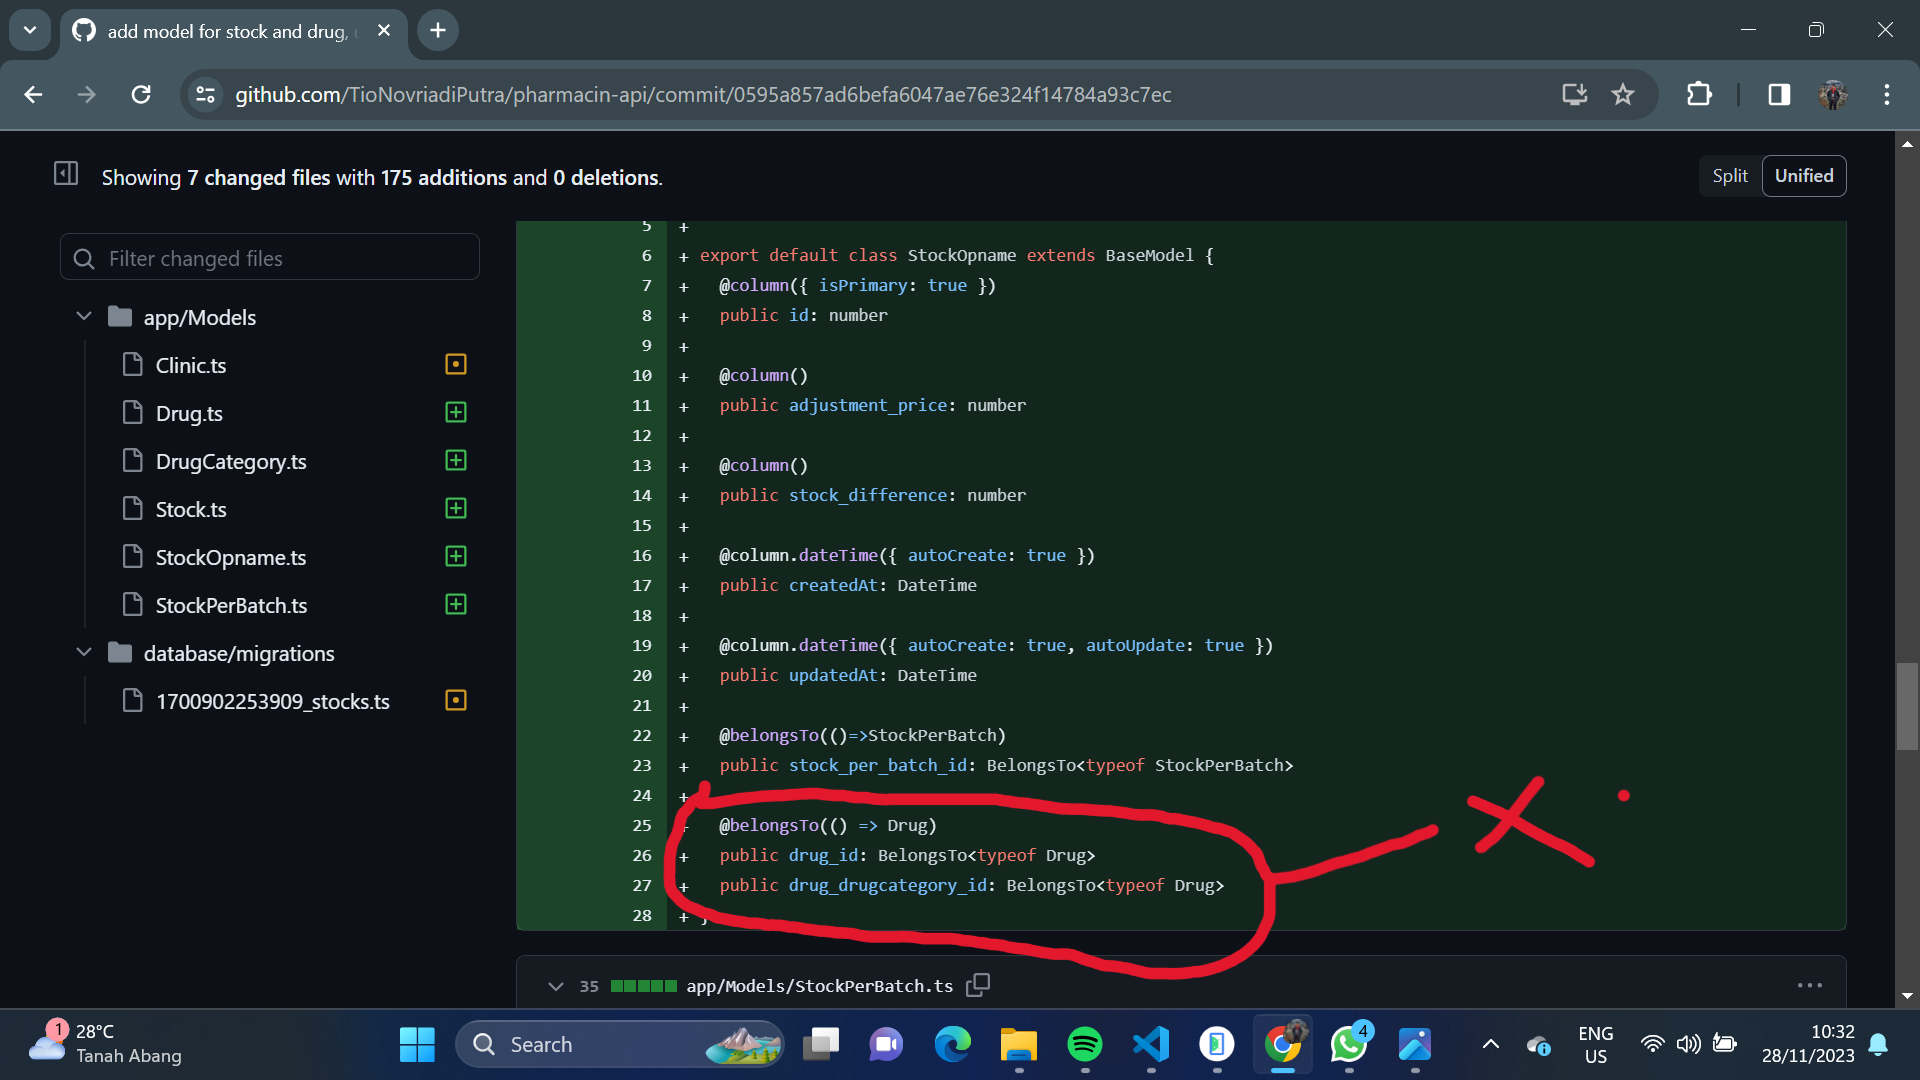 add model for stock and drug,
github.com/TioNovriadiPutra/pharmacin-api/commit/0595a857ad6befa6047ae76e324f14784a93c7ec
Showing 7 changed files with 175 additions and 0 deletions.
Split
Unified
Filter changed files
app/Models
Clinic.ts
Drug.ts
DrugCategory.ts
Stock.ts
StockOpname.ts
StockPerBatch.ts
database/migrations
1700902253909_stocks.ts
5 +
6 + export default class StockOpname extends BaseModel {
7 + @column({ isPrimary: true })
8 + public id: number
9 +
10 + @column()
11 + public adjustment_price: number
12 +
13 + @column()
14 + public stock_difference: number
15 +
16 + @column.dateTime({ autoCreate: true })
17 + public createdAt: DateTime
18 +
19 + @column.dateTime({ autoCreate: true, autoUpdate: true })
20 + public updatedAt: DateTime
21 +
22 + @belongsTo(()=>StockPerBatch)
23 + public stock_per_batch_id: BelongsTo<typeof StockPerBatch>
24 +
25 + @belongsTo(() => Drug)
26 + public drug_id: BelongsTo<typeof Drug>
27 + public drug_drugcategory_id: BelongsTo<typeof Drug>
28 + }
X
35 app/Models/StockPerBatch.ts
1
28°C
Tanah Abang
Search
4
ENG
US
10:32
28/11/2023